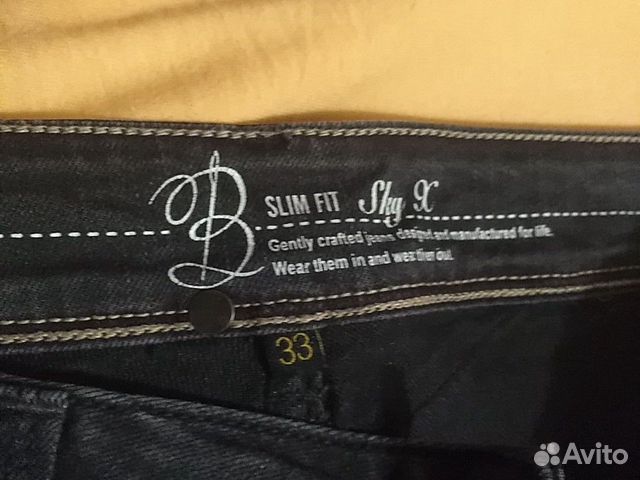 B SLIM FIT Sky X
Gently crafted jeans, designed and manufactured for life.
Wear them in and wear them out.
33
Avito